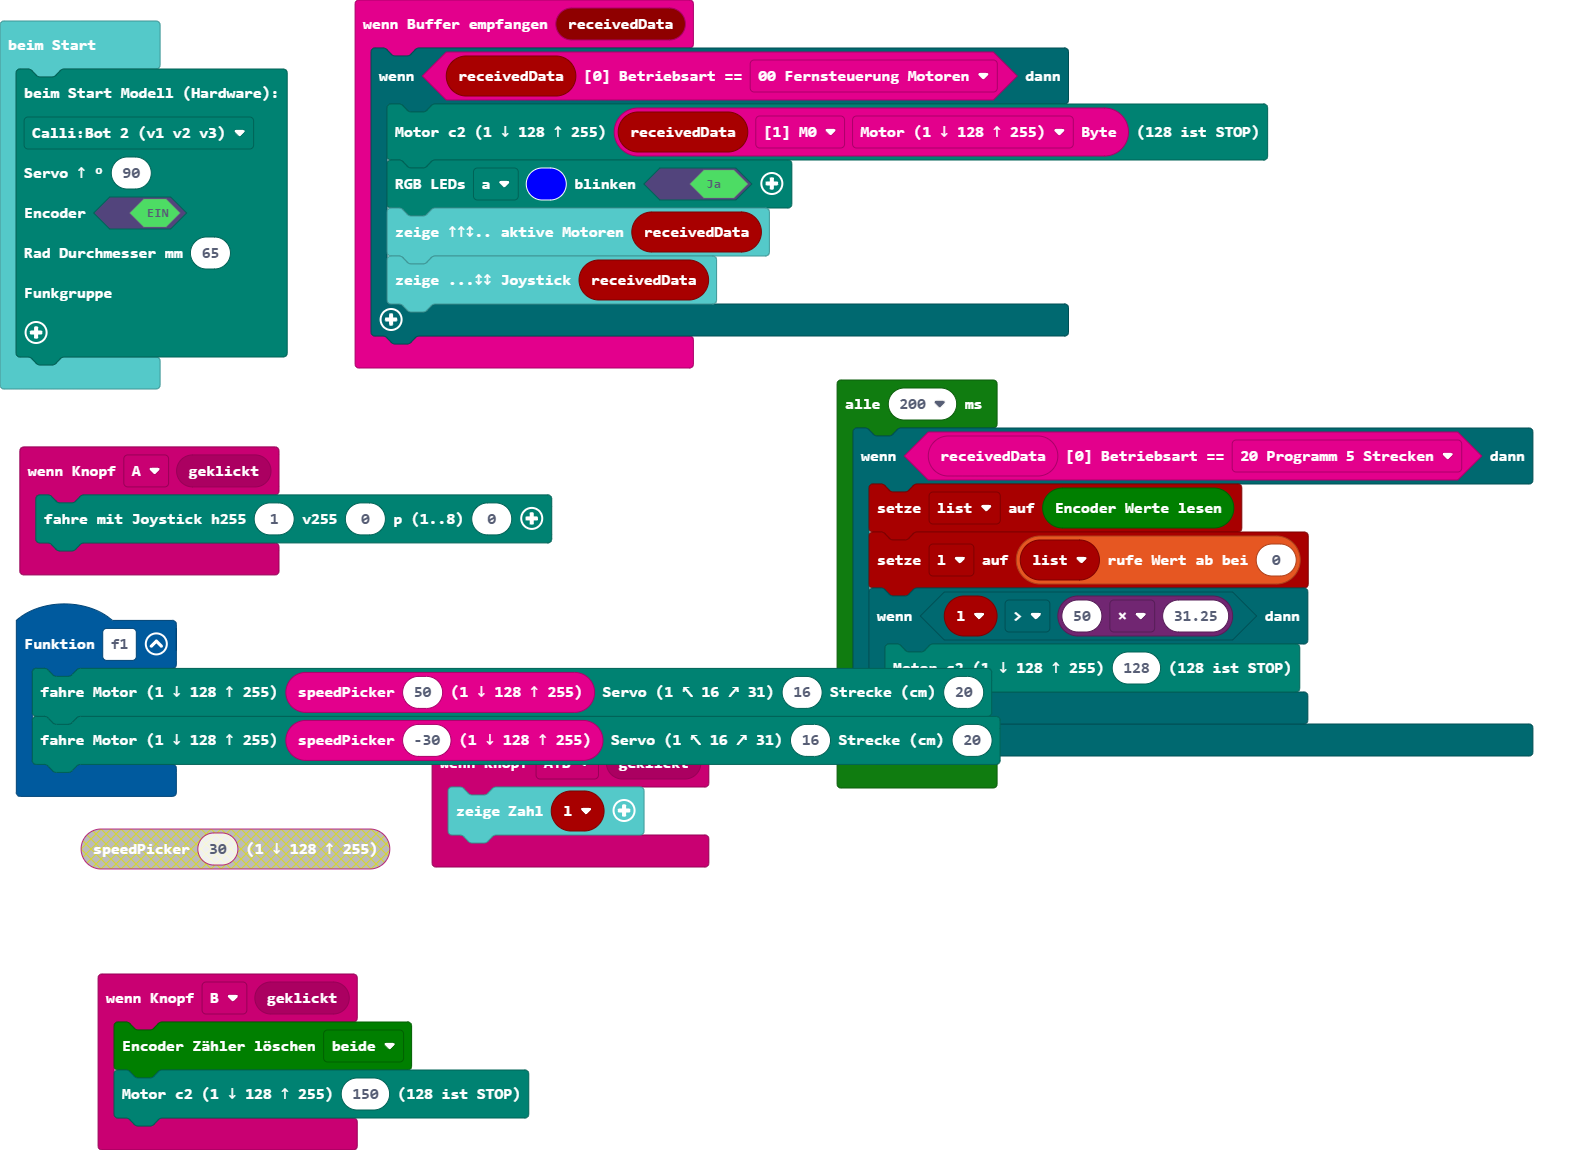 beim Start
beim Start Modell (Hardware):
Calli:Bot 2 (v1 v2 v3)
Servo ↑ º 90
Encoder EIN
Rad Durchmesser mm 65
Funkgruppe
wenn Buffer empfangen receivedData
wenn receivedData [0] Betriebsart == 00 Fernsteuerung Motoren dann
Motor c2 (1 ↓ 128 ↑ 255) receivedData [1] M0 Motor (1 ↓ 128 ↑ 255) Byte (128 ist STOP)
RGB LEDs a blinken Ja
zeige ↑↑↕.. aktive Motoren receivedData
zeige ...↕↕ Joystick receivedData
alle 200 ms
wenn receivedData [0] Betriebsart == 20 Programm 5 Strecken dann
setze list auf Encoder Werte lesen
setze l auf list rufe Wert ab bei 0
wenn l > 50 × 31.25 dann
Motor c2 (1 ↓ 128 ↑ 255) 128 (128 ist STOP)
wenn Knopf A geklickt
fahre mit Joystick h255 1 v255 0 p (1..8) 0
Funktion f1
fahre Motor (1 ↓ 128 ↑ 255) speedPicker 50 (1 ↓ 128 ↑ 255) Servo (1 ↖ 16 ↗ 31) 16 Strecke (cm) 20
fahre Motor (1 ↓ 128 ↑ 255) speedPicker -30 (1 ↓ 128 ↑ 255) Servo (1 ↖ 16 ↗ 31) 16 Strecke (cm) 20
wenn Knopf A+B geklickt
zeige Zahl l
speedPicker 30 (1 ↓ 128 ↑ 255)
wenn Knopf B geklickt
Encoder Zähler löschen beide
Motor c2 (1 ↓ 128 ↑ 255) 150 (128 ist STOP)